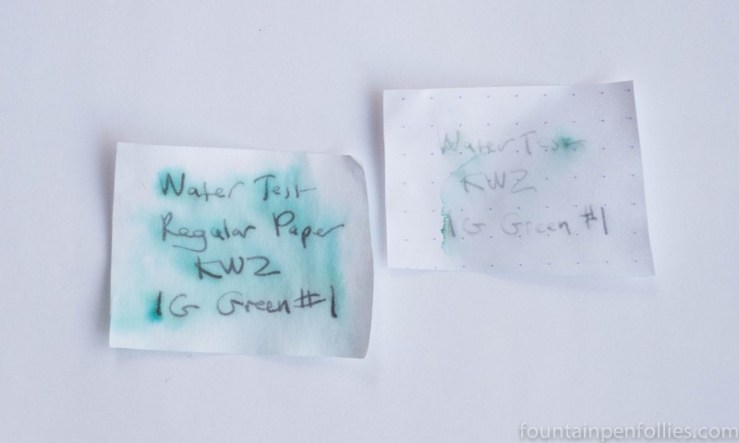 Water Test
Regular Paper
KWZ
IG Green #1
Water Test
KWZ
IG Green #1
fountainpenfollies.com